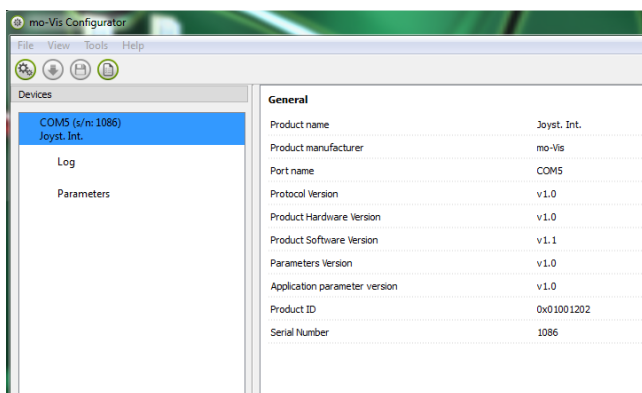 mo-Vis Configurator
File View Tools Help
Devices
COM5 (s/n: 1086)
Joyst. Int.
Log
Parameters
General
Product name Joyst. Int.
Product manufacturer mo-Vis
Port name COM5
Protocol Version v1.0
Product Hardware Version v1.0
Product Software Version v1.1
Parameters Version v1.0
Application parameter version v1.0
Product ID 0x01001202
Serial Number 1086